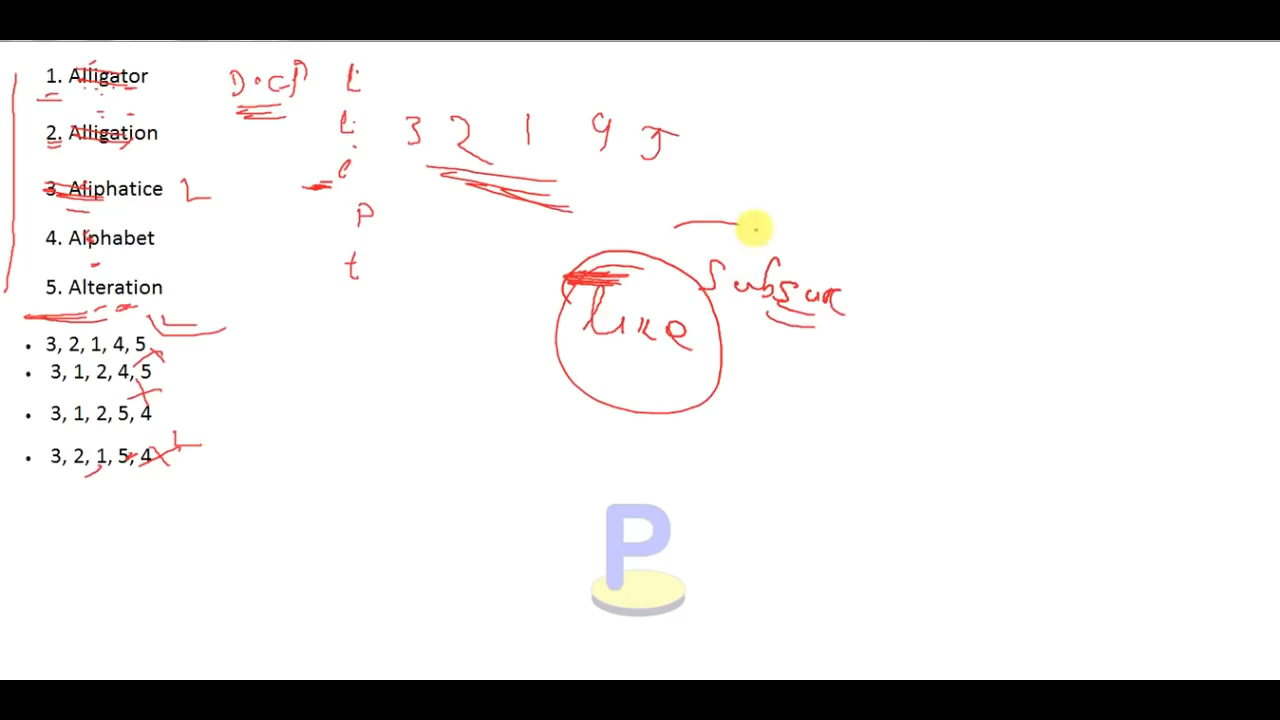 1. Alligator
2. Alligation
3. Aliphatice
4. Alphabet
5. Alteration
• 3, 2, 1, 4, 5
• 3, 1, 2, 4, 5
• 3, 1, 2, 5, 4
• 3, 2, 1, 5, 4
3 2 1 4 5
like
P